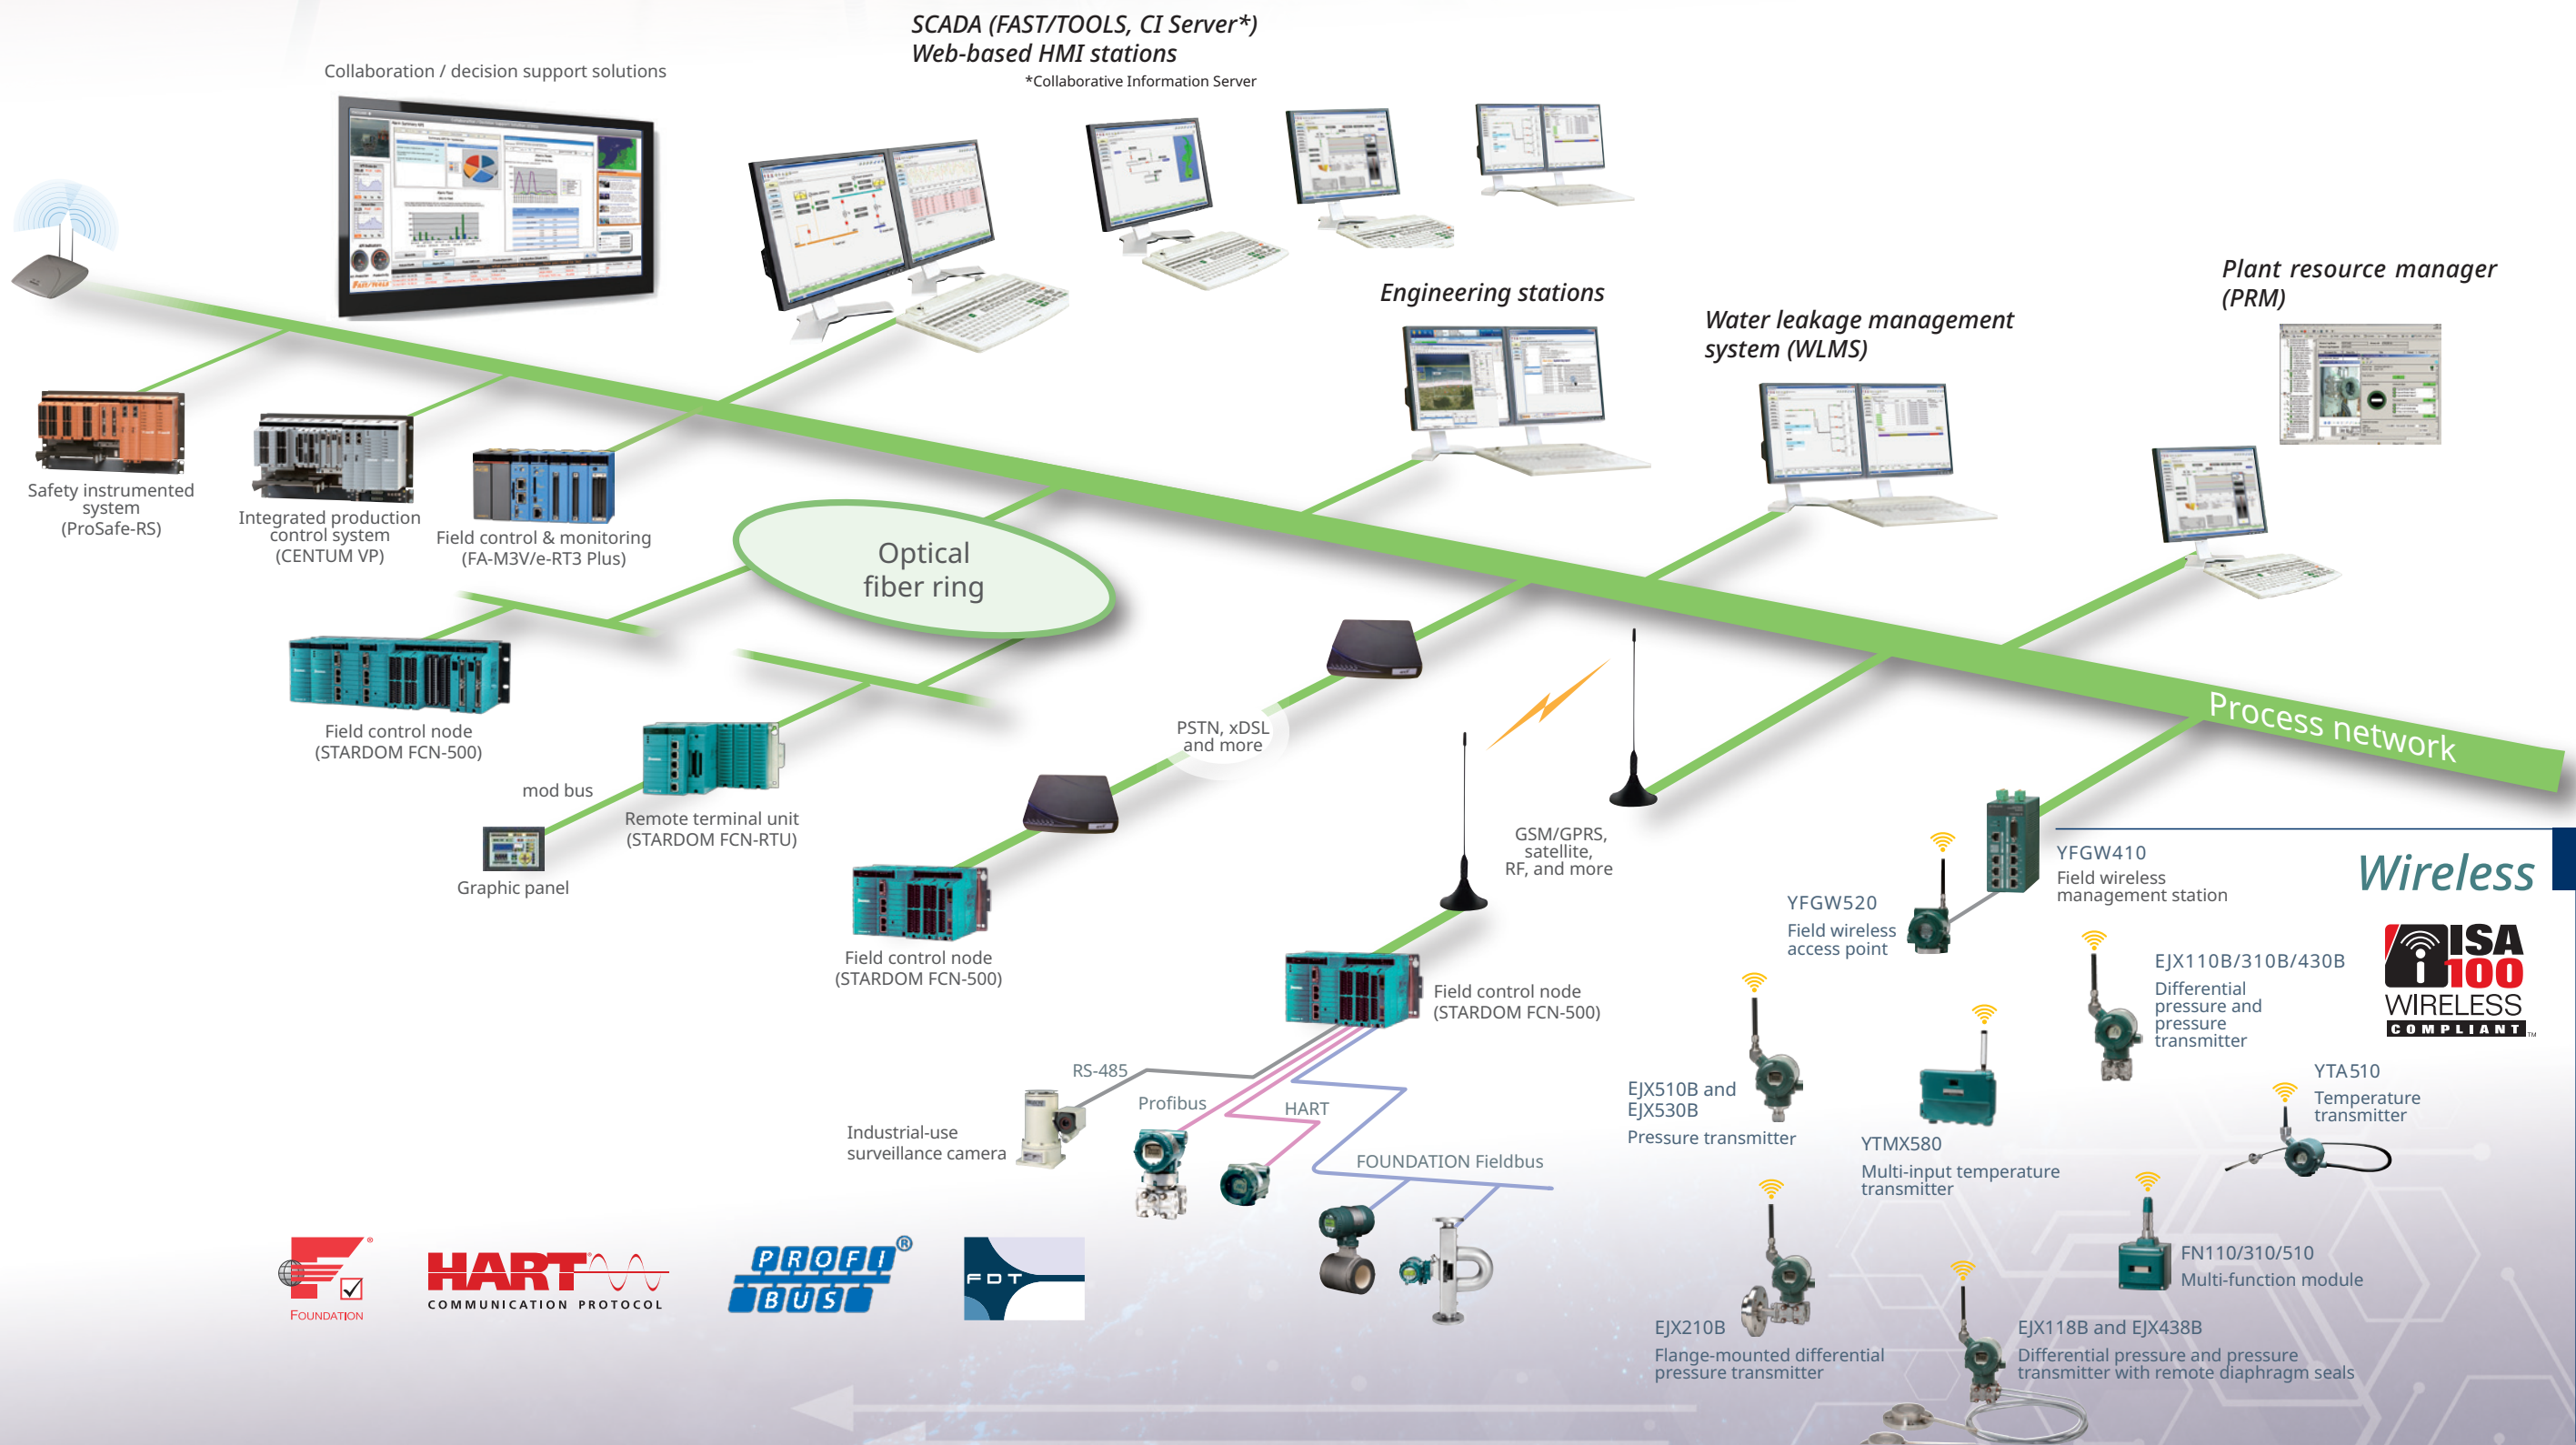 SCADA (FAST/TOOLS, CI Server*)
Web-based HMI stations
*Collaborative Information Server
Collaboration / decision support solutions
Engineering stations
Water leakage management
system (WLMS)
Plant resource manager
(PRM)
Safety instrumented
system
(ProSafe-RS)
Integrated production
control system
(CENTUM VP)
Field control & monitoring
(FA-M3V/e-RT3 Plus)
Optical
fiber ring
Process network
Field control node
(STARDOM FCN-500)
mod bus
Remote terminal unit
(STARDOM FCN-RTU)
Graphic panel
PSTN, xDSL
and more
Field control node
(STARDOM FCN-500)
GSM/GPRS,
satellite,
RF, and more
Field control node
(STARDOM FCN-500)
RS-485
Profibus
HART
FOUNDATION Fieldbus
Industrial-use
surveillance camera
Wireless
YFGW410
Field wireless
management station
YFGW520
Field wireless
access point
EJX110B/310B/430B
Differential
pressure and
pressure
transmitter
ISA
100
WIRELESS
COMPLIANT™
EJX510B and
EJX530B
Pressure transmitter
YTMX580
Multi-input temperature
transmitter
YTA510
Temperature
transmitter
FN110/310/510
Multi-function module
EJX210B
Flange-mounted differential
pressure transmitter
EJX118B and EJX438B
Differential pressure and pressure
transmitter with remote diaphragm seals
FOUNDATION
HART
COMMUNICATION PROTOCOL
PROFI
BUS
®
FDT